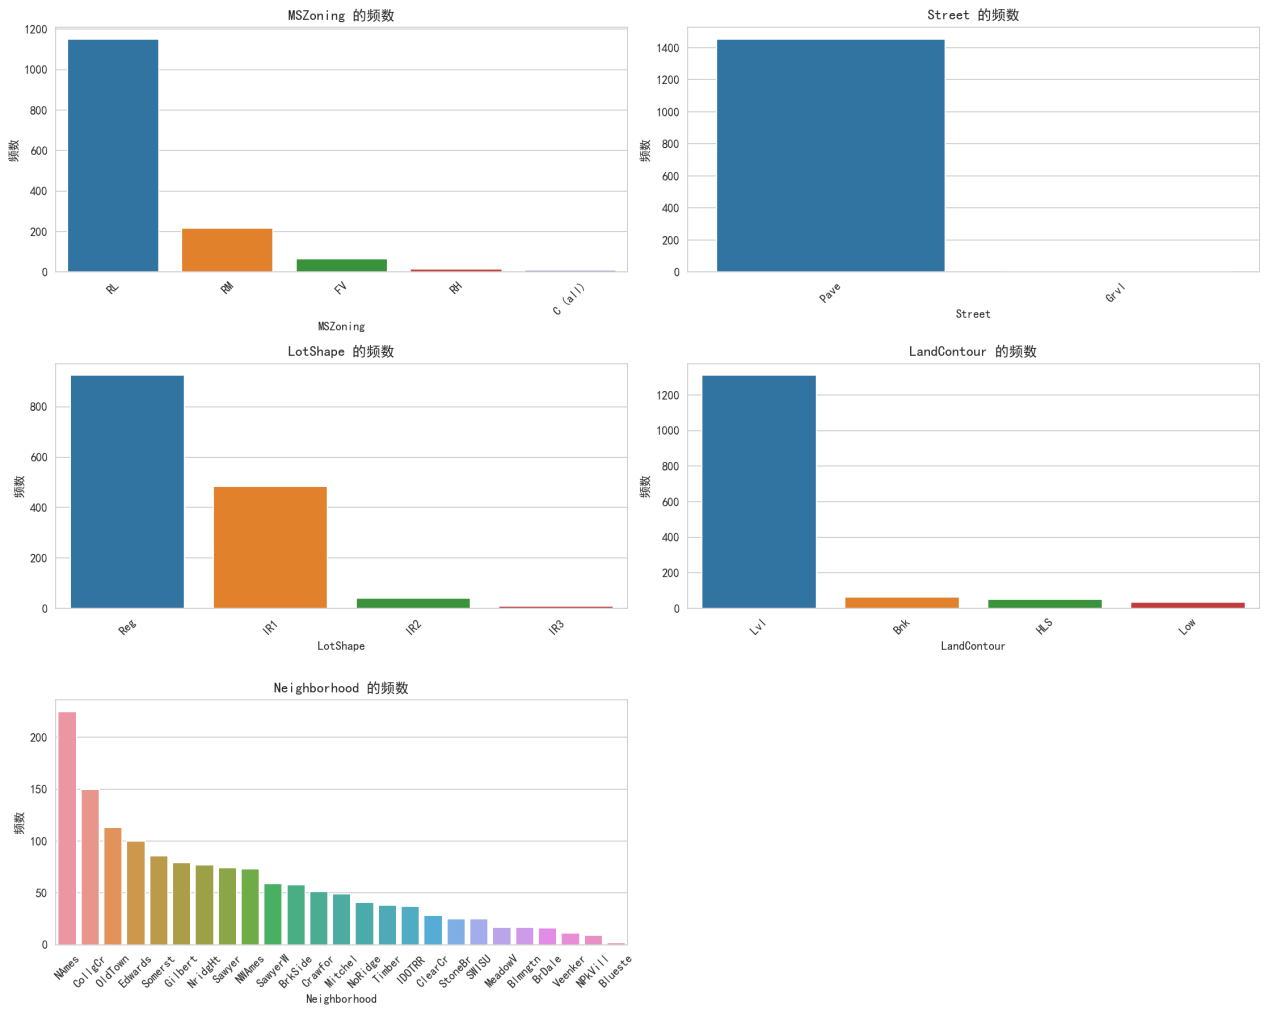 MSZoning 的频数
频数
1200
1000
800
600
400
200
0
RL
RM
FV
RH
C (all)
MSZoning
Street 的频数
频数
1400
1200
1000
800
600
400
200
0
Pave
Grvl
Street
LotShape 的频数
频数
800
600
400
200
0
Reg
IR1
IR2
IR3
LotShape
LandContour 的频数
频数
1200
1000
800
600
400
200
0
Lvl
Bnk
HLS
Low
LandContour
Neighborhood 的频数
频数
200
150
100
50
0
NAmes
CollgCr
OldTown
Edwards
Somerst
Gilbert
NridgHt
Sawyer
NWAmes
SawyerW
BrkSide
Crawfor
Mitchel
NoRidge
Timber
IDOTRR
ClearCr
StoneBr
SWISU
MeadowV
Blmngtn
BrDale
Veenker
NPkVill
Blueste
Neighborhood